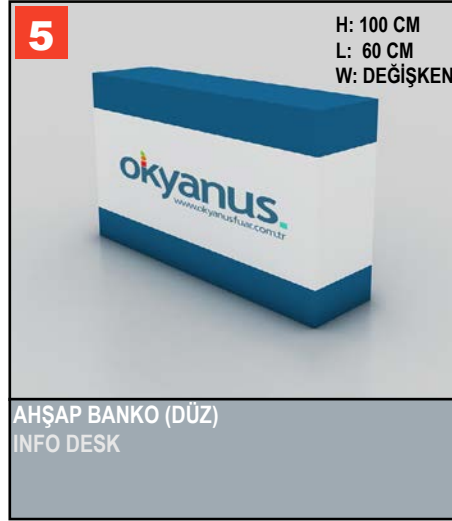 5
H: 100 CM
L: 60 CM
W: DEĞİŞKEN
okyanus.
www.okyanusfuar.com.tr
AHŞAP BANKO (DÜZ)
INFO DESK